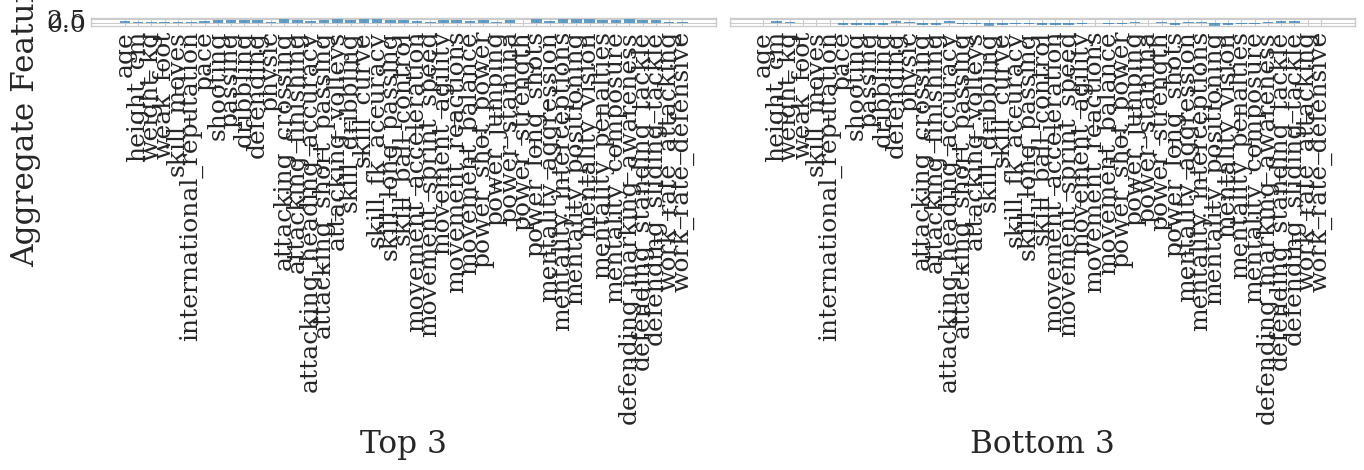 Aggregate Featur
2.5
0.0
age
height_cm
weight_kg
weak_foot
skill_moves
international_reputation
pace
shooting
passing
dribbling
defending
physic
attacking_crossing
attacking_finishing
attacking_heading_accuracy
attacking_short_passing
attacking_volleys
skill_dribbling
skill_curve
skill_fk_accuracy
skill_long_passing
skill_ball_control
movement_acceleration
movement_sprint_speed
movement_agility
movement_reactions
movement_balance
power_shot_power
power_jumping
power_stamina
power_strength
power_long_shots
mentality_aggression
mentality_interceptions
mentality_positioning
mentality_vision
mentality_penalties
mentality_composure
defending_marking_awareness
defending_standing_tackle
defending_sliding_tackle
work_rate_attacking
work_rate_defensive
Top 3
age
height_cm
weight_kg
weak_foot
skill_moves
international_reputation
pace
shooting
passing
dribbling
defending
physic
attacking_crossing
attacking_finishing
attacking_heading_accuracy
attacking_short_passing
attacking_volleys
skill_dribbling
skill_curve
skill_fk_accuracy
skill_long_passing
skill_ball_control
movement_acceleration
movement_sprint_speed
movement_agility
movement_reactions
movement_balance
power_shot_power
power_jumping
power_stamina
power_strength
power_long_shots
mentality_aggression
mentality_interceptions
mentality_positioning
mentality_vision
mentality_penalties
mentality_composure
defending_marking_awareness
defending_standing_tackle
defending_sliding_tackle
work_rate_attacking
work_rate_defensive
Bottom 3